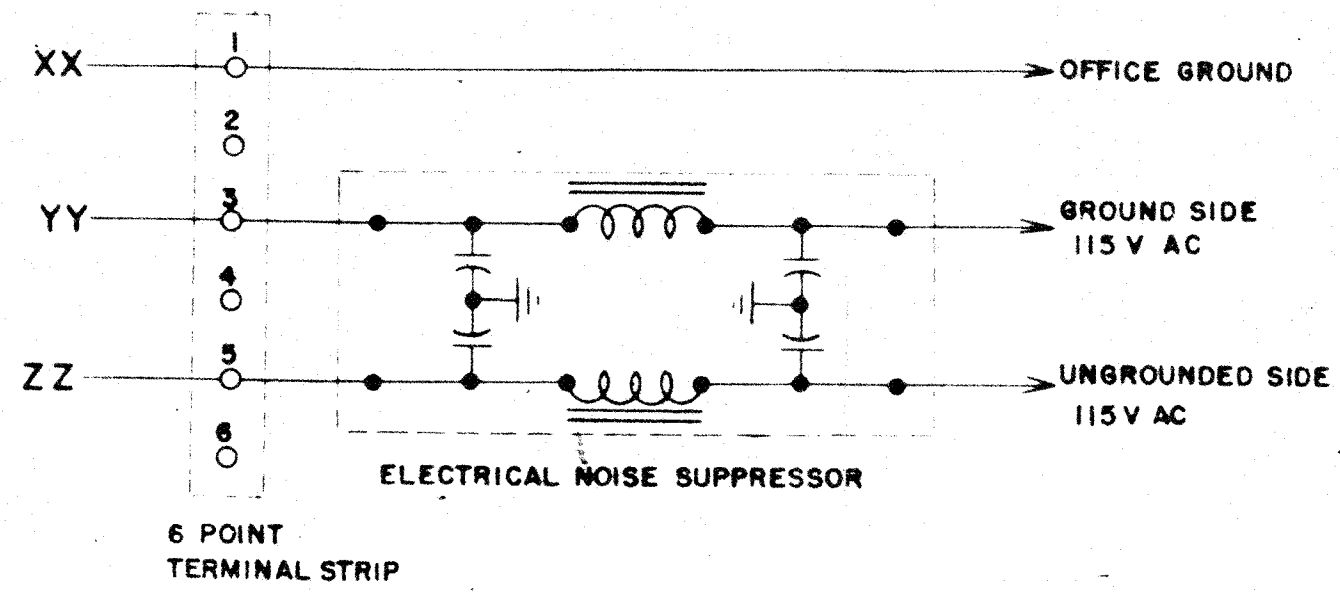 1
XX
OFFICE GROUND
2
3
YY
GROUND SIDE
115 V AC
4
5
ZZ
UNGROUNDED SIDE
115 V AC
6
ELECTRICAL NOISE SUPPRESSOR
6 POINT
TERMINAL STRIP